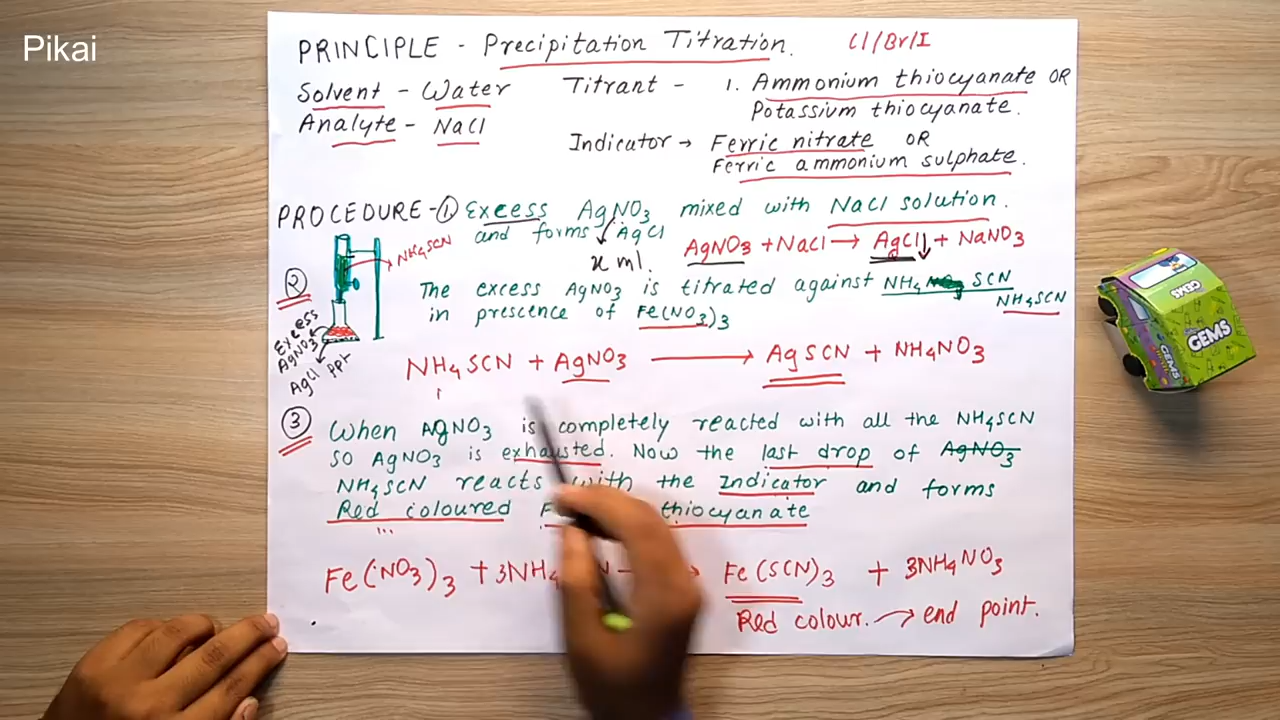 Pikai
PRINCIPLE - Precipitation Titration. Cl/Br/I
Solvent - Water
Analyte - NaCl
Titrant - 1. Ammonium thiocyanate OR
Potassium thiocyanate.
Indicator → Ferric nitrate OR
Ferric ammonium sulphate.
PROCEDURE - ① Excess AgNO3 mixed with NaCl solution.
and forms AgCl
x ml.
AgNO3 + NaCl → AgCl↓ + NaNO3
NH4SCN
②
The excess AgNO3 is titrated against NH4 SCN
NH4SCN
in prescence of Fe(NO3)3
Excess
AgNO3
AgCl ppt
NH4SCN + AgNO3 → AgSCN + NH4NO3
③ When AgNO3 is completely reacted with all the NH4SCN
so AgNO3 is exhausted. Now the last drop of AgNO3
NH4SCN reacts with the Indicator and forms
Red coloured thiocyanate
Fe(NO3)3 + 3NH4 N → Fe(SCN)3 + 3NH4NO3
Red colour. → end point.
GEMS
GEMS